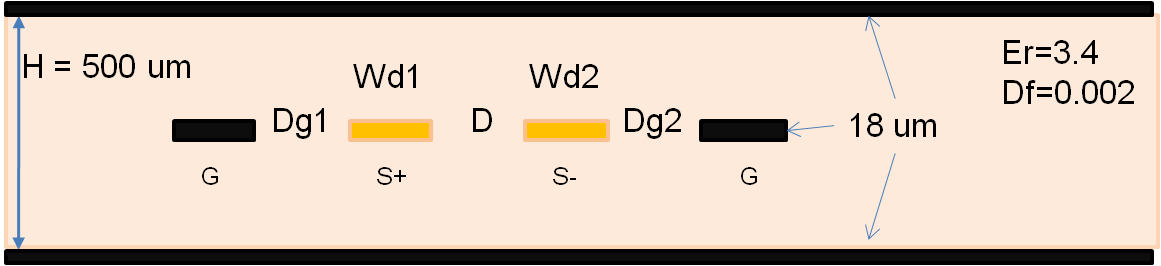 H = 500 um
Wd1
Wd2
Er=3.4
Df=0.002
Dg1
D
Dg2
18 um
G
S+
S-
G